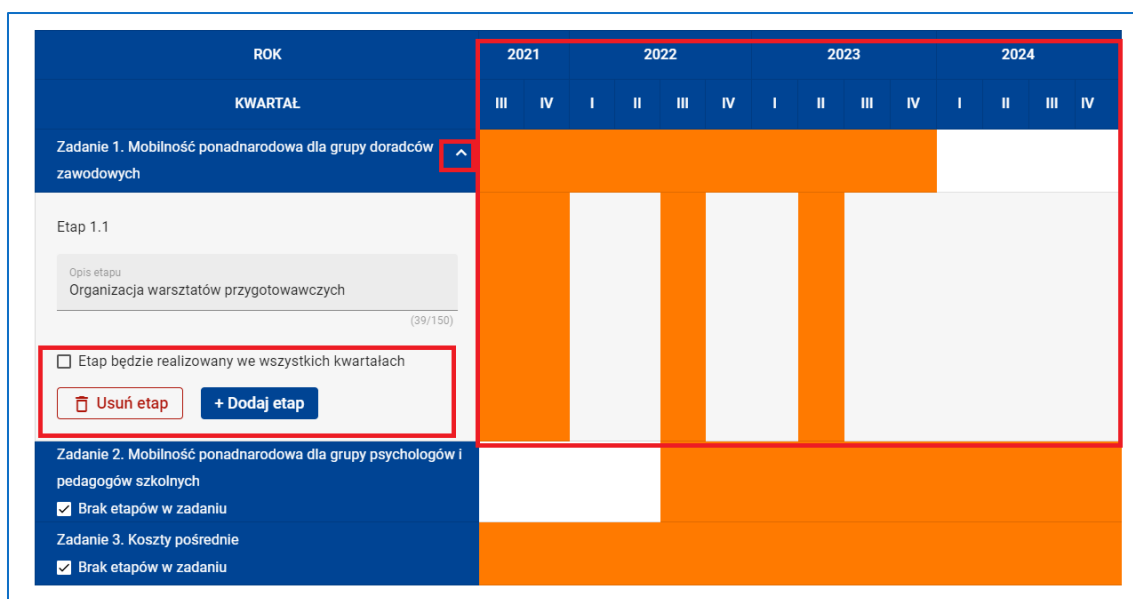 ROK 2021 2022 2023 2024
KWARTAŁ III IV I II III IV I II III IV I II III IV
Zadanie 1. Mobilność ponadnarodowa dla grupy doradców
zawodowych
Etap 1.1
Opis etapu
Organizacja warsztatów przygotowawczych
(39/150)
Etap będzie realizowany we wszystkich kwartałach
Usuń etap + Dodaj etap
Zadanie 2. Mobilność ponadnarodowa dla grupy psychologów i
pedagogów szkolnych
Brak etapów w zadaniu
Zadanie 3. Koszty pośrednie
Brak etapów w zadaniu